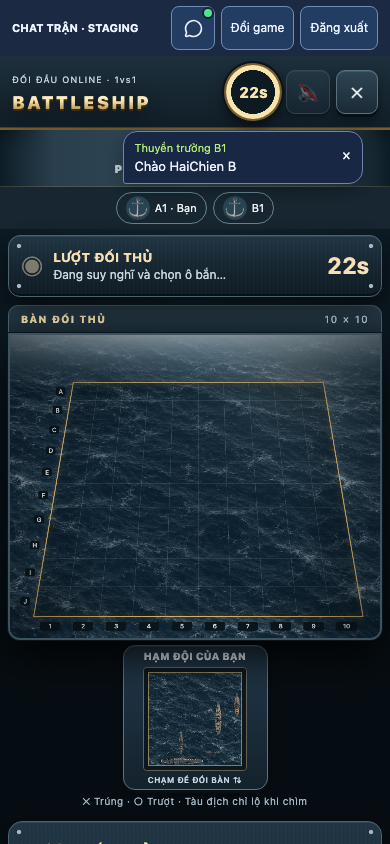 CHAT TRẬN · STAGING
Đổi game
Đăng xuất
ĐỐI ĐẦU ONLINE · 1vs1
BATTLESHIP
22s
Thuyền trưởng B1
Chào HaiChien B
×
P
A1 · Bạn
B1
LƯỢT ĐỐI THỦ
Đang suy nghĩ và chọn ô bắn...
22s
BÀN ĐỐI THỦ
10 × 10
A
B
C
D
E
F
G
H
I
J
1 2 3 4 5 6 7 8 9 10
HẠM ĐỘI CỦA BẠN
CHẠM ĐỂ ĐỔI BÀN ⇅
× Trúng · ○ Trượt · Tàu địch chỉ lộ khi chìm